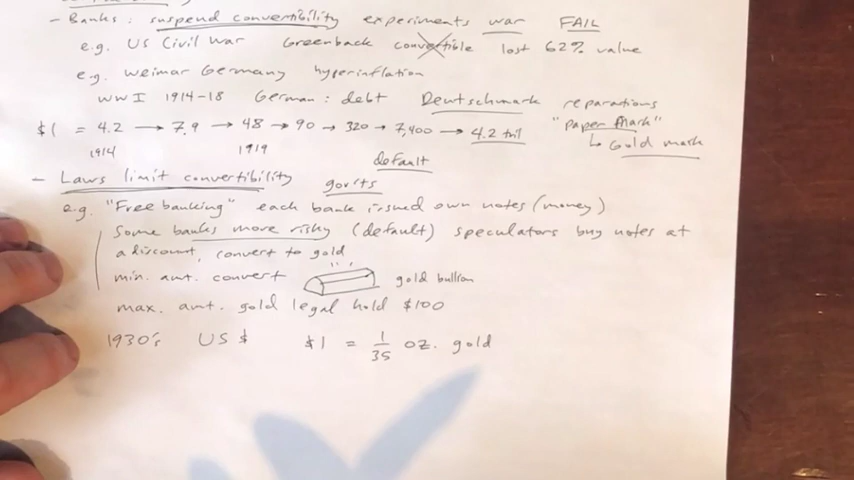 - Banks: suspend convertibility experiments war FAIL
e.g. US Civil War Greenback convertible lost 62% value
e.g. Weimar Germany hyperinflation
WWI 1914-18 German: debt Deutschmark reparations
$1 = 4.2 → 7.9 → 48 → 90 → 320 → 7,400 → 4.2 tril "paper Mark"
1914 1919 ↳ Gold mark
default
- Laws limit convertibility gov'ts
e.g. "Free banking" each bank issued own notes (money)
Some banks more risky (default) speculators buy notes at
a discount, convert to gold
min. amt. convert gold bullion
max. amt. gold legal hold $100
1930's US $ $1 = 1/35 oz. gold